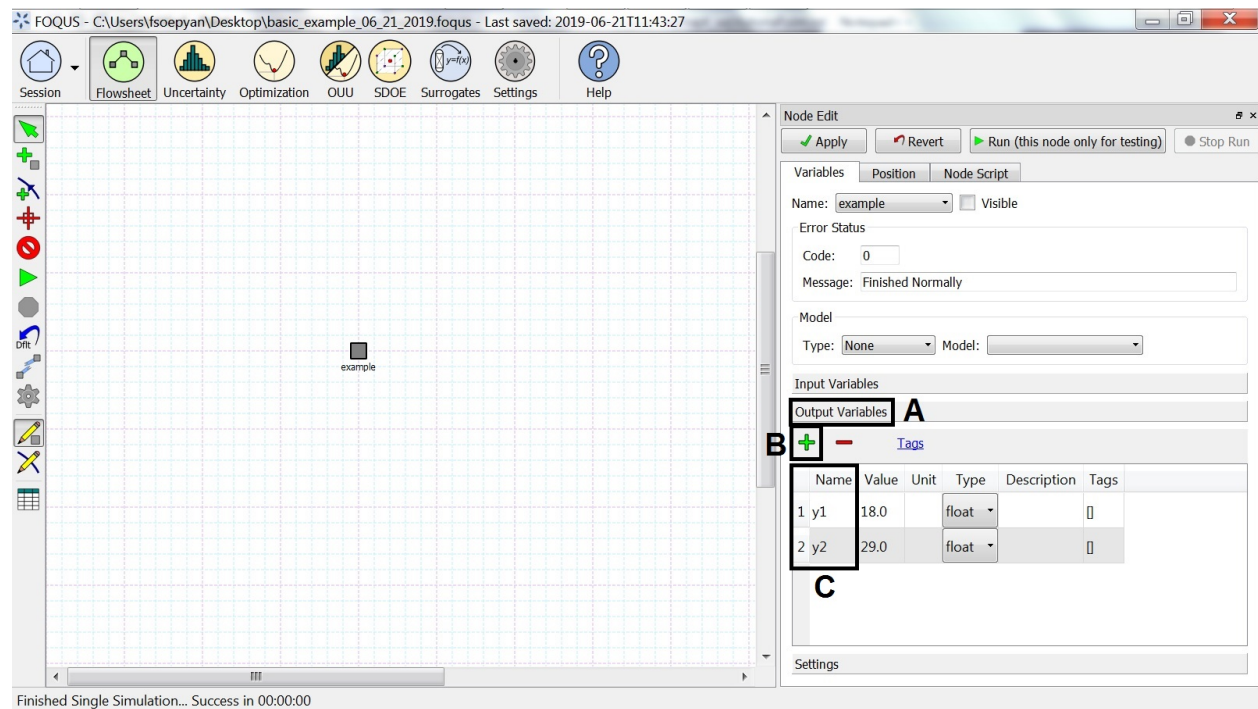 FOQUS - C:\Users\fsoepyan\Desktop\basic_example_06_21_2019.foqus - Last saved: 2019-06-21T11:43:27
y=f(x)
Session Flowsheet Uncertainty Optimization OUU SDOE Surrogates Settings Help
Node Edit
Apply Revert Run (this node only for testing) Stop Run
Variables Position Node Script
Name: example Visible
Error Status
Code: 0
Message: Finished Normally
Model
Type: None Model:
Dflt
example
Input Variables
Output Variables A
B Tags
Name Value Unit Type Description Tags
1 y1 18.0 float []
2 y2 29.0 float []
C
Settings
Finished Single Simulation... Success in 00:00:00